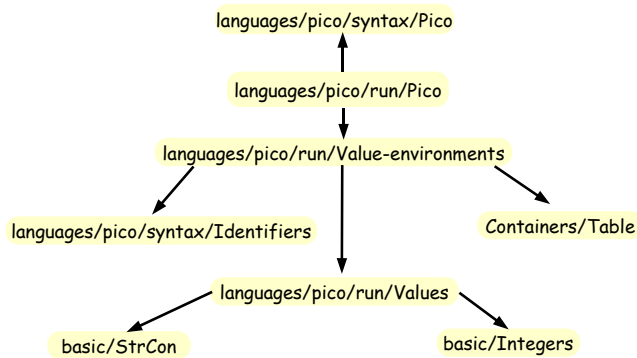 languages/pico/syntax/Pico
languages/pico/run/Pico
languages/pico/run/Value-environments
languages/pico/syntax/Identifiers
Containers/Table
languages/pico/run/Values
basic/StrCon
basic/Integers